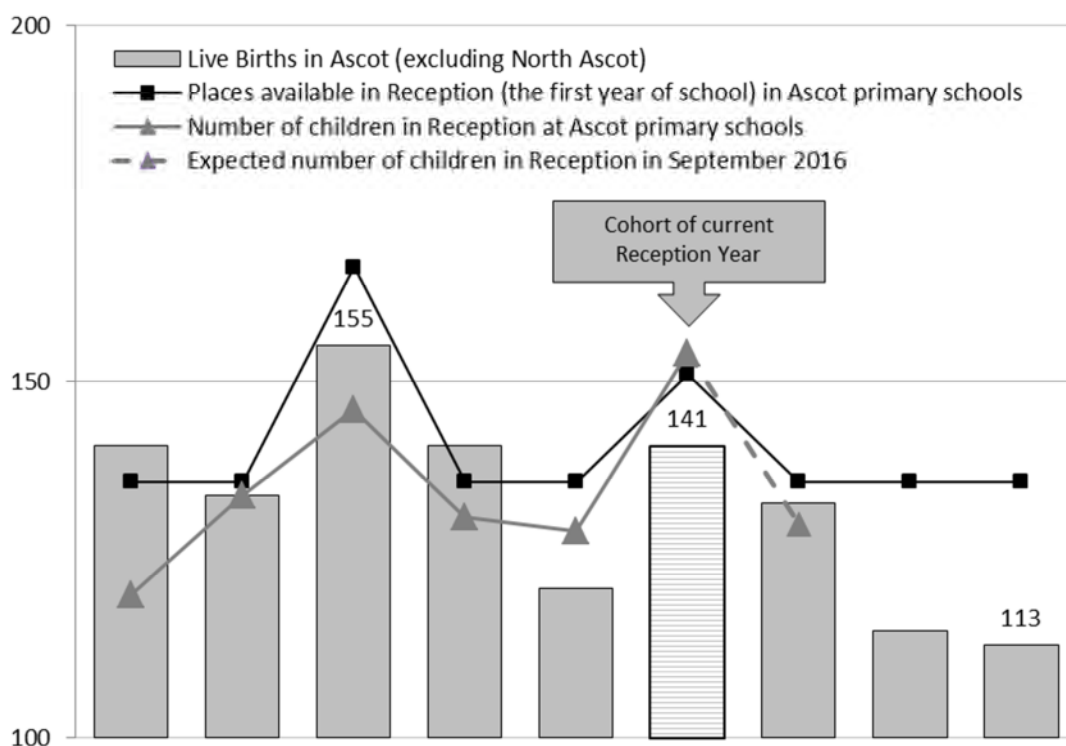 200
Live Births in Ascot (excluding North Ascot)
Places available in Reception (the first year of school) in Ascot primary schools
Number of children in Reception at Ascot primary schools
Expected number of children in Reception in September 2016
Cohort of current
Reception Year
155
150
141
113
100